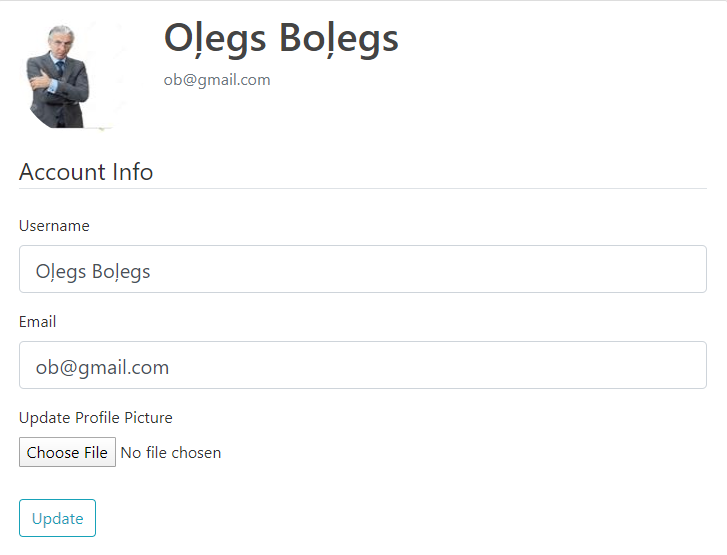 Oļegs Boļegs
ob@gmail.com
Account Info
Username
Oļegs Boļegs
Email
ob@gmail.com
Update Profile Picture
Choose File No file chosen
Update